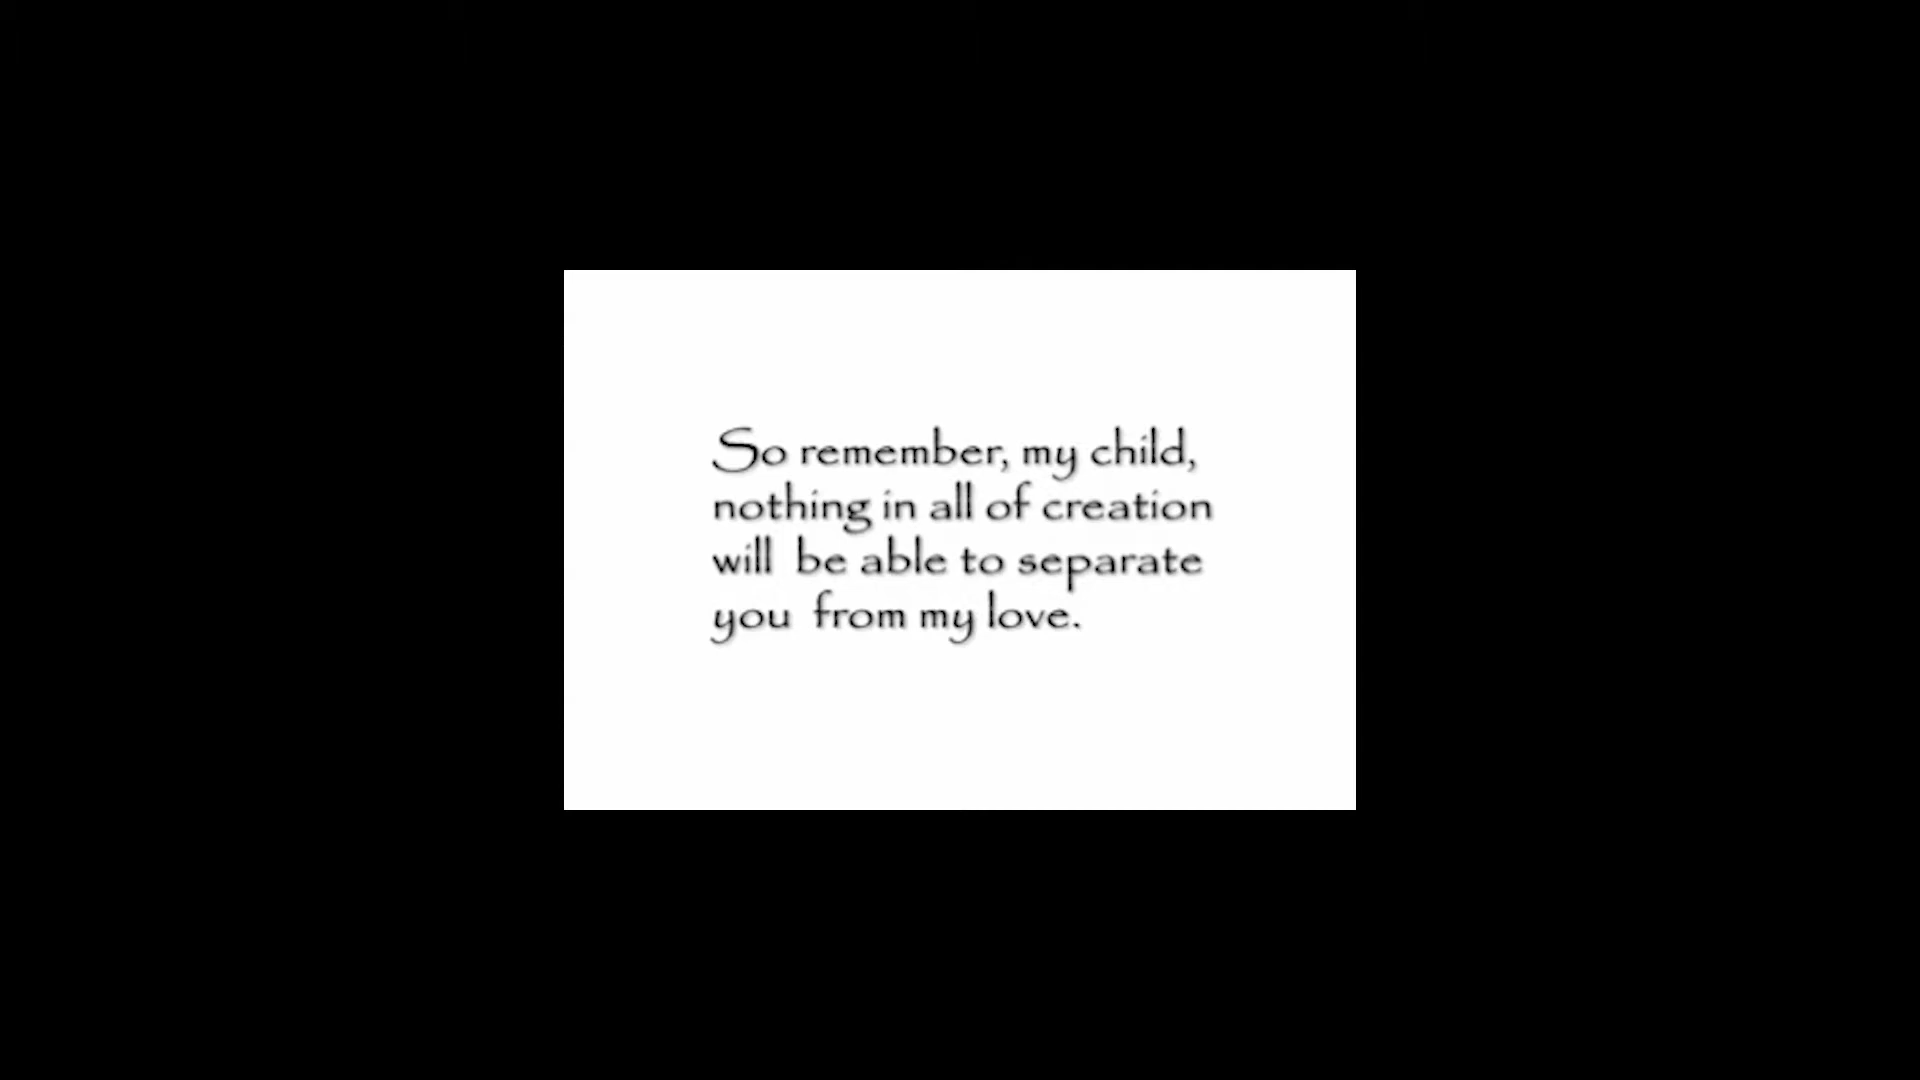 So remember, my child,
nothing in all of creation
will be able to separate
you from my love.